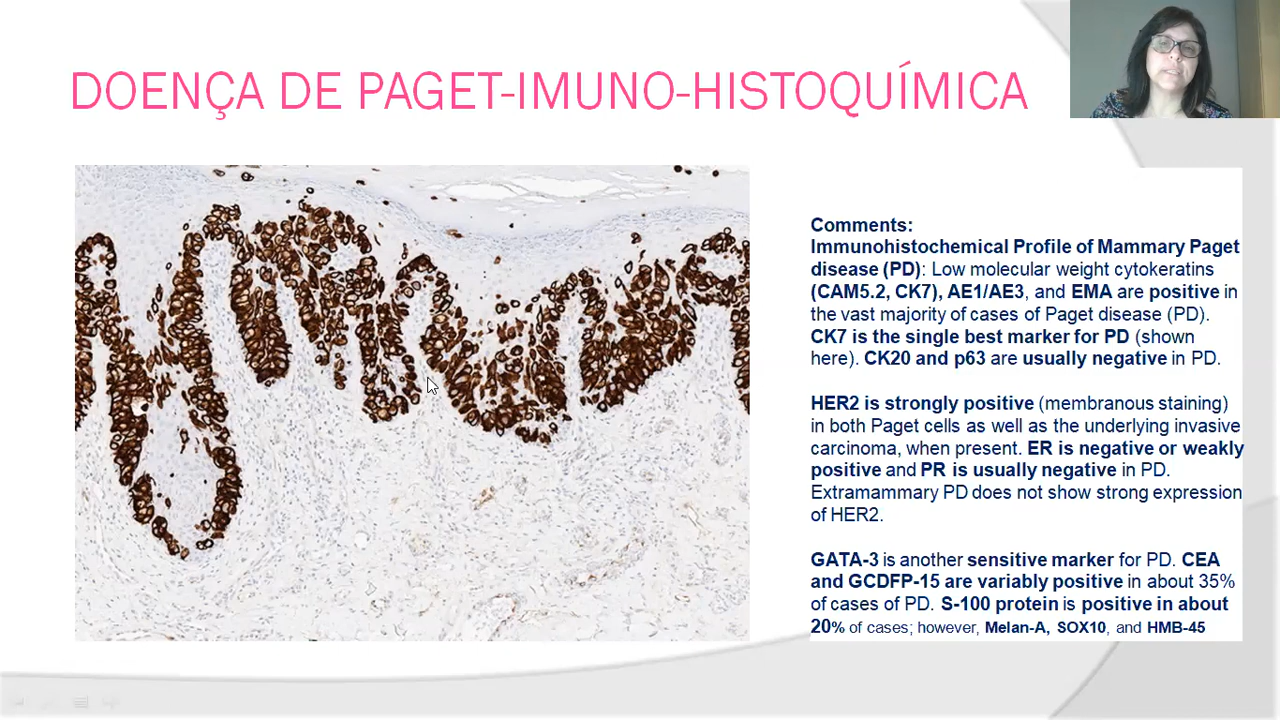 DOENÇA DE PAGET-IMUNO-HISTOQUÍMICA
Comments:
Immunohistochemical Profile of Mammary Paget
disease (PD): Low molecular weight cytokeratins
(CAM5.2, CK7), AE1/AE3, and EMA are positive in
the vast majority of cases of Paget disease (PD).
CK7 is the single best marker for PD (shown
here). CK20 and p63 are usually negative in PD.
HER2 is strongly positive (membranous staining)
in both Paget cells as well as the underlying invasive
carcinoma, when present. ER is negative or weakly
positive and PR is usually negative in PD.
Extramammary PD does not show strong expression
of HER2.
GATA-3 is another sensitive marker for PD. CEA
and GCDFP-15 are variably positive in about 35%
of cases of PD. S-100 protein is positive in about
20% of cases; however, Melan-A, SOX10, and HMB-45